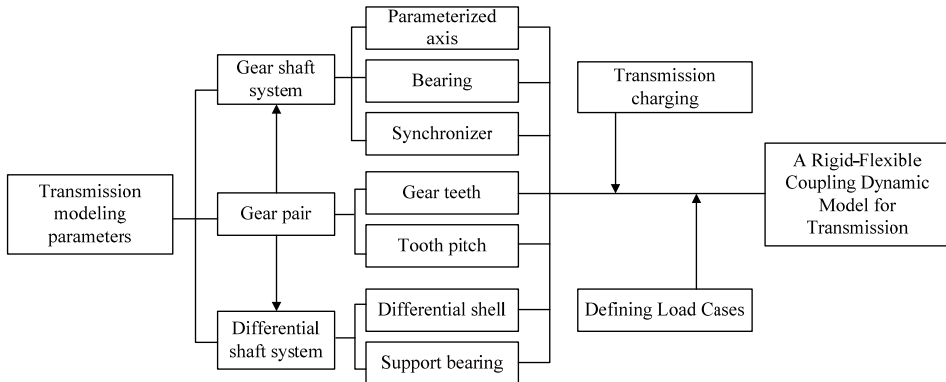 Transmission
modeling
parameters
Gear shaft
system
Gear pair
Differential
shaft system
Parameterized
axis
Bearing
Synchronizer
Gear teeth
Tooth pitch
Differential shell
Support bearing
Transmission
charging
Defining Load Cases
A Rigid-Flexible
Coupling Dynamic
Model for
Transmission